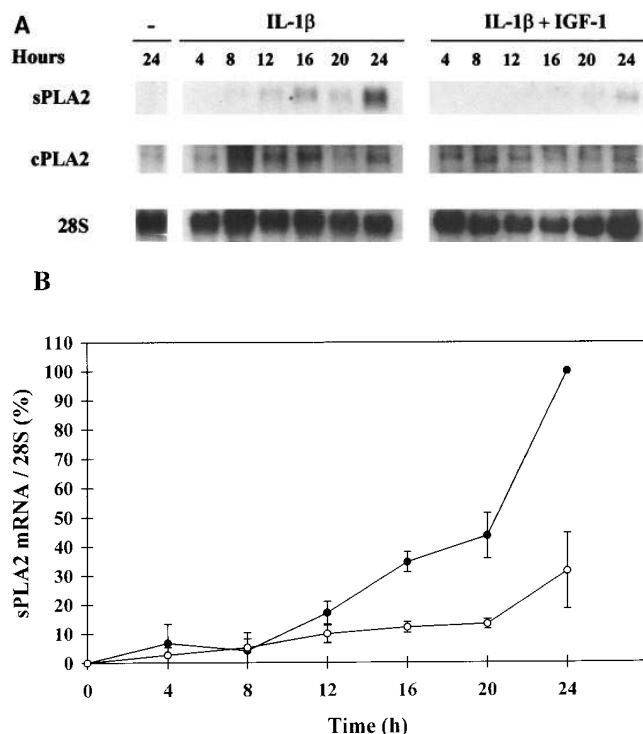 A
- IL-1β IL-1β + IGF-1
Hours 24 4 8 12 16 20 24 4 8 12 16 20 24
sPLA2
cPLA2
28S
B
sPLA2 mRNA / 28S (%)
110
100
90
80
70
60
50
40
30
20
10
0
0 4 8 12 16 20 24
Time (h)